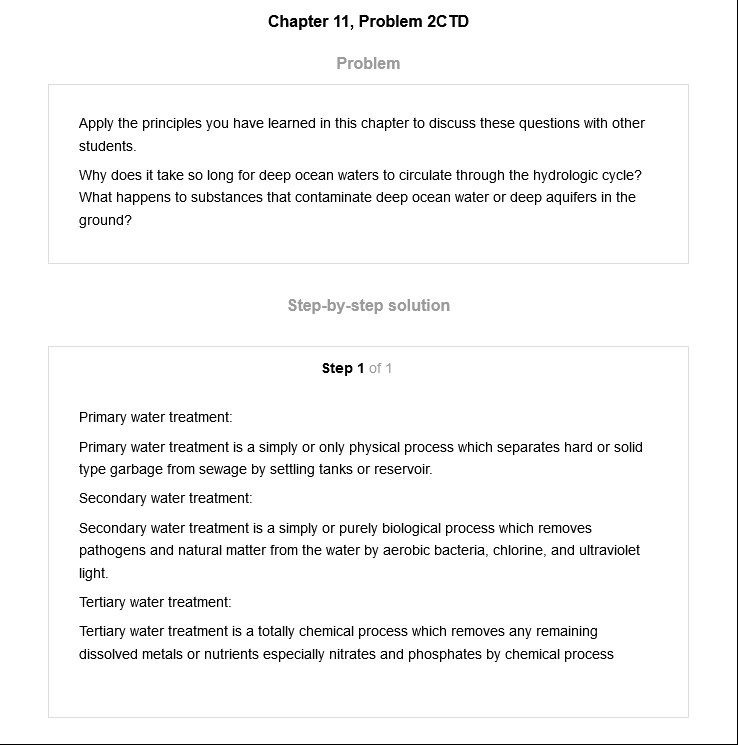 Chapter 11, Problem 2CTD
Problem
Apply the principles you have learned in this chapter to discuss these questions with other
students.
Why does it take so long for deep ocean waters to circulate through the hydrologic cycle?
What happens to substances that contaminate deep ocean water or deep aquifers in the
ground?
Step-by-step solution
Step 1 of 1
Primary water treatment:
Primary water treatment is a simply or only physical process which separates hard or solid
type garbage from sewage by settling tanks or reservoir.
Secondary water treatment:
Secondary water treatment is a simply or purely biological process which removes
pathogens and natural matter from the water by aerobic bacteria, chlorine, and ultraviolet
light.
Tertiary water treatment:
Tertiary water treatment is a totally chemical process which removes any remaining
dissolved metals or nutrients especially nitrates and phosphates by chemical process